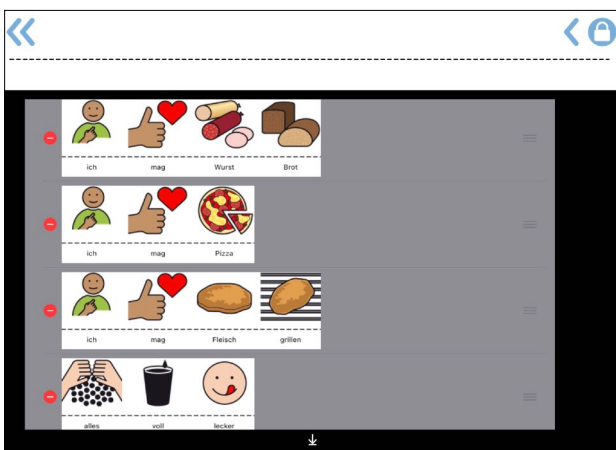 ich mag Wurst Brot
ich mag Pizza
ich mag Fleisch grillen
alles voll lecker